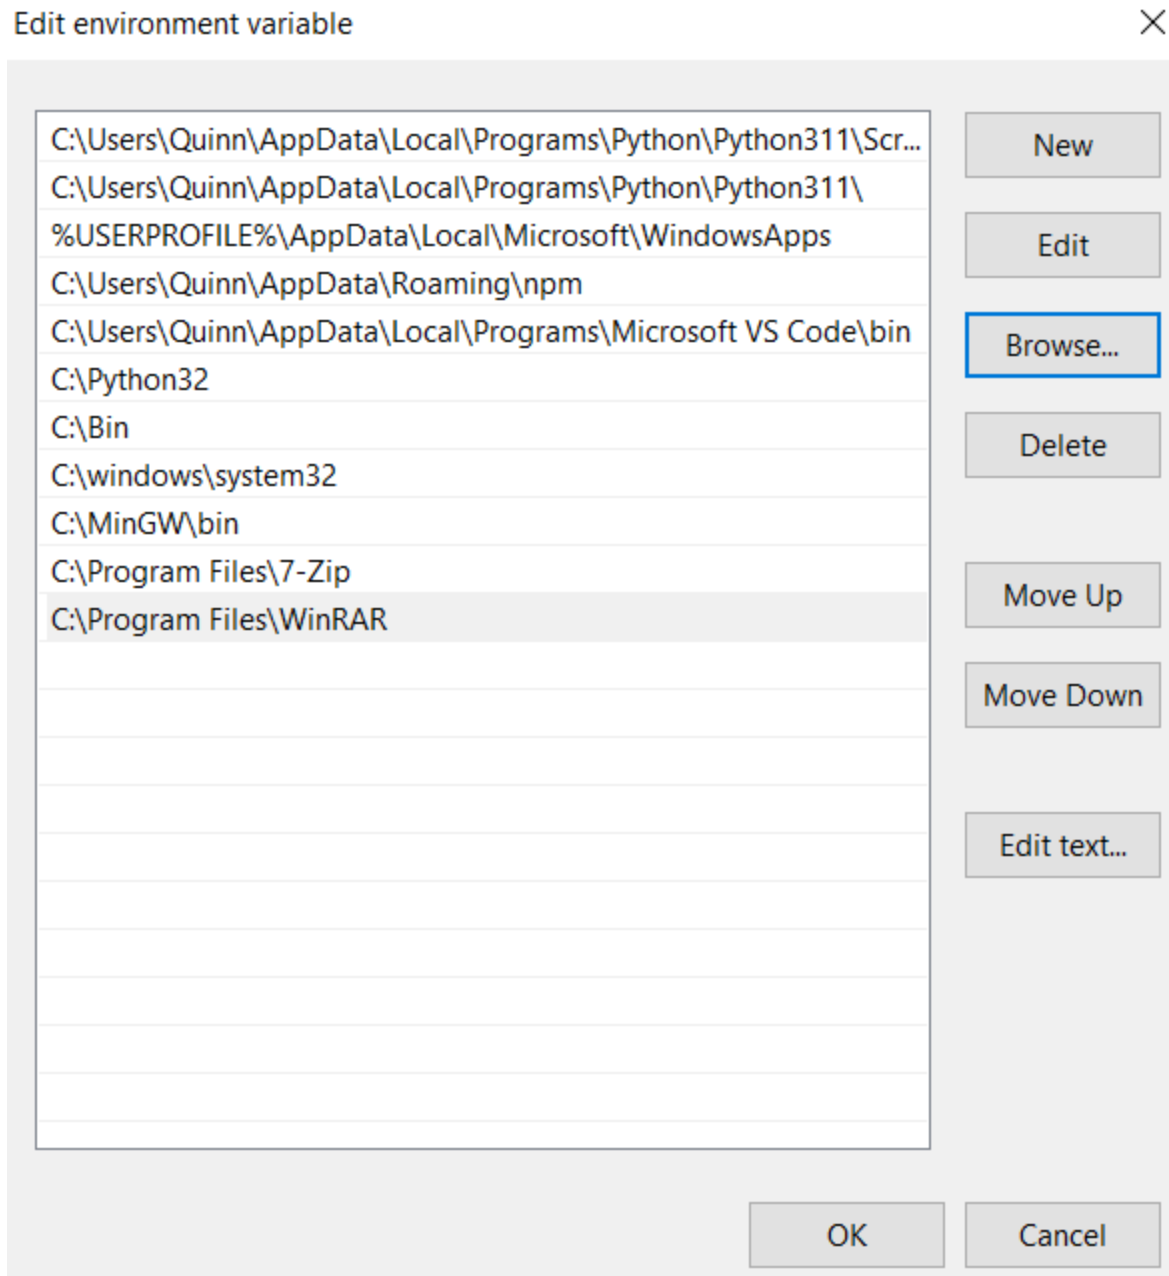 Edit environment variable
C:\Users\Quinn\AppData\Local\Programs\Python\Python311\Scr...
C:\Users\Quinn\AppData\Local\Programs\Python\Python311\
%USERPROFILE%\AppData\Local\Microsoft\WindowsApps
C:\Users\Quinn\AppData\Roaming\npm
C:\Users\Quinn\AppData\Local\Programs\Microsoft VS Code\bin
C:\Python32
C:\Bin
C:\windows\system32
C:\MinGW\bin
C:\Program Files\7-Zip
C:\Program Files\WinRAR
New
Edit
Browse...
Delete
Move Up
Move Down
Edit text...
OK
Cancel